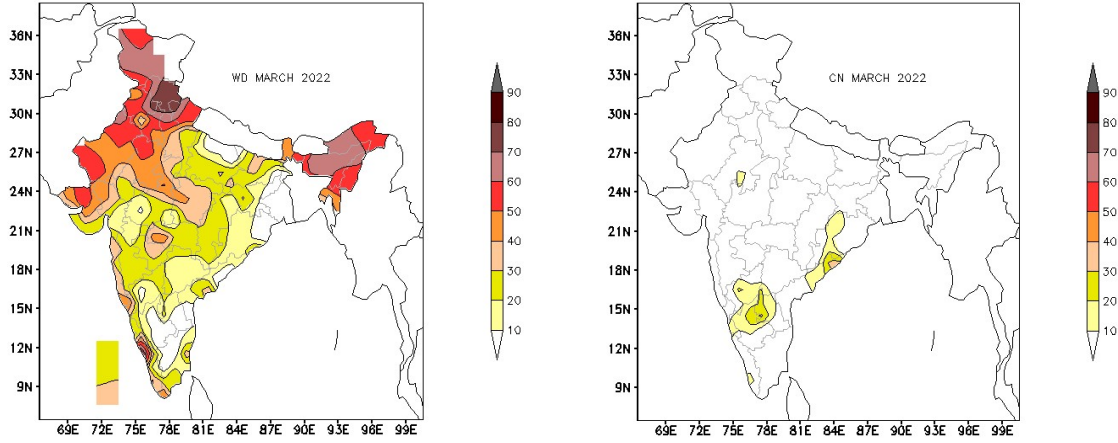 36N
33N
30N
27N
24N
21N
18N
15N
12N
9N
69E 72E 75E 78E 81E 84E 87E 90E 93E 96E 99E
WD MARCH 2022
90
80
70
60
50
40
30
20
10
36N
33N
30N
27N
24N
21N
18N
15N
12N
9N
69E 72E 75E 78E 81E 84E 87E 90E 93E 96E 99E
CN MARCH 2022
90
80
70
60
50
40
30
20
10